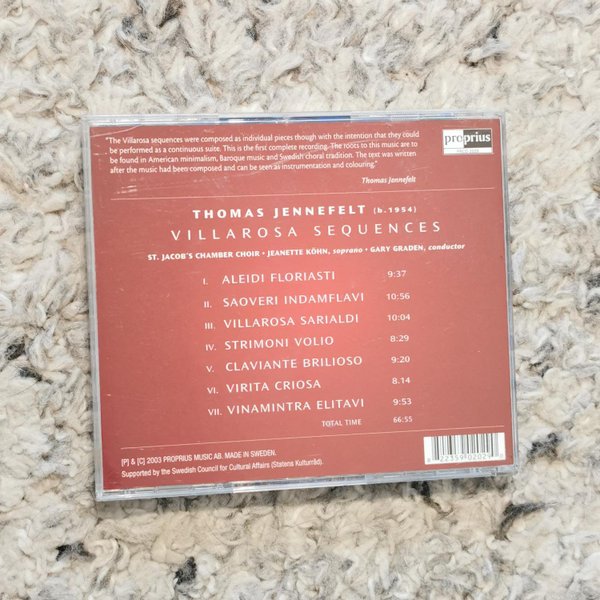 "The Villarosa sequences were composed as individual pieces though with the intention that they could
be performed as a continuous suite. This is the first complete recording. The roots to this music are to
be found in American minimalism, Baroque music and Swedish choral tradition. The text was written
after the music had been composed and can be seen as instrumentation and colouring."
Thomas Jennefelt
proprius
THOMAS JENNEFELT (b. 1954)
VILLAROSA SEQUENCES
ST. JACOB'S CHAMBER CHOIR • JEANETTE KÖHN, soprano • GARY GRADEN, conductor
I. ALEIDI FLORIASTI 9:37
II. SAOVERI INDAMFLAVI 10:56
III. VILLAROSA SARIALDI 10:04
IV. STRIMONI VOLIO 8:29
V. CLAVIANTE BRILIOSO 9:20
VI. VIRITA CRIOSA 8.14
VII. VINAMINTRA ELITAVI 9:53
TOTAL TIME 66:55
[P] & [C] 2003 PROPRIUS MUSIC AB. MADE IN SWEDEN.
Supported by the Swedish Council for Cultural Affairs (Statens Kulturråd).